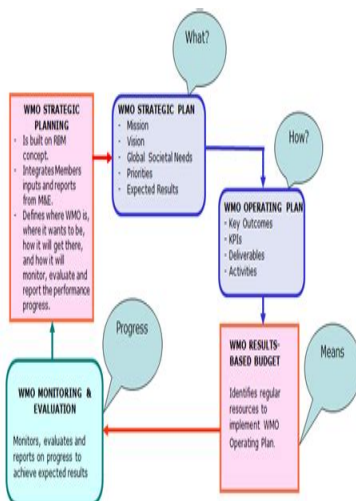 What?
WMO STRATEGIC
PLANNING
- Is built on RBM
concept.
- Integrates Members
inputs and reports
from M&E.
- Defines where WMO is,
where it wants to be,
how it will get there,
and how it will
monitor, evaluate and
report the performance
progress.
WMO STRATEGIC PLAN
- Mission
- Vision
- Global Societal Needs
- Priorities
- Expected Results
How?
WMO OPERATING PLAN
- Key Outcomes
- KPIs
- Deliverables
- Activities
Means
WMO RESULTS-
BASED BUDGET
Identifies regular
resources to
implement WMO
Operating Plan.
Progress
WMO MONITORING &
EVALUATION
Monitors, evaluates and
reports on progress to
achieve expected results